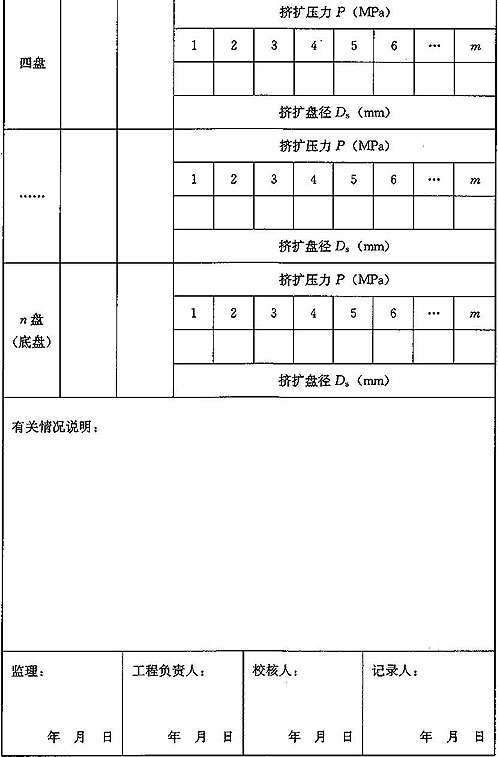 挤扩压力 P（MPa）
四盘
1 2 3 4 5 6 … m
挤扩盘径 Ds（mm）
挤扩压力 P（MPa）
……
1 2 3 4 5 6 … m
挤扩盘径 Ds（mm）
挤扩压力 P（MPa）
n 盘
（底盘）
1 2 3 4 5 6 … m
挤扩盘径 Ds（mm）
有关情况说明：
监理： 工程负责人： 校核人： 记录人：
年 月 日 年 月 日 年 月 日 年 月 日